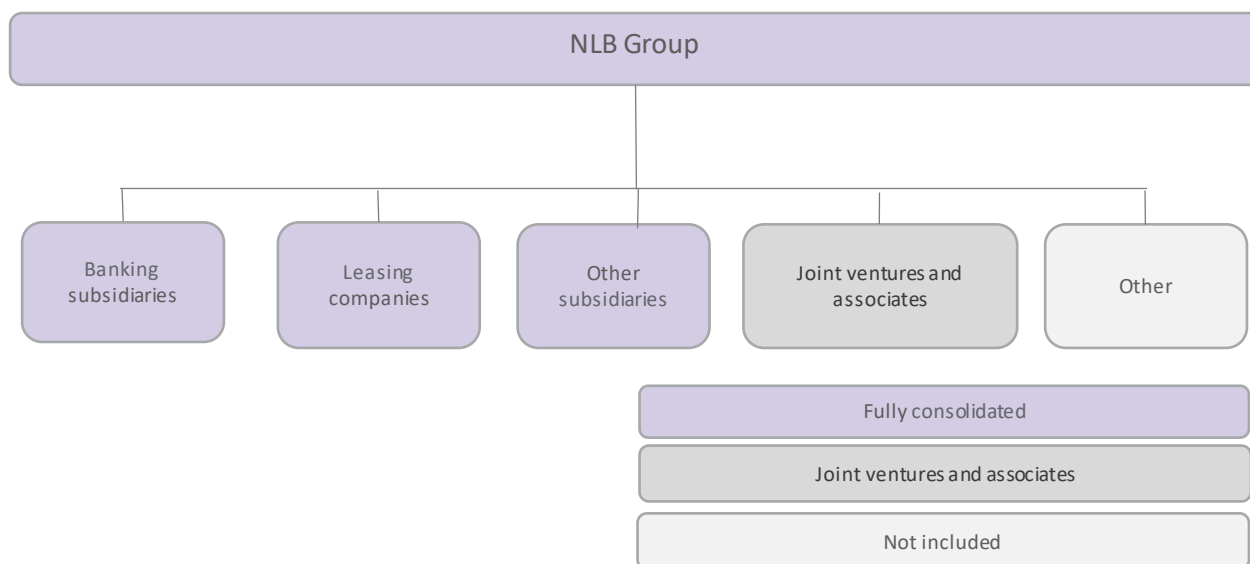 NLB Group
Banking
subsidiaries
Leasing
companies
Other
subsidiaries
Joint ventures and
associates
Other
Fully consolidated
Joint ventures and associates
Not included